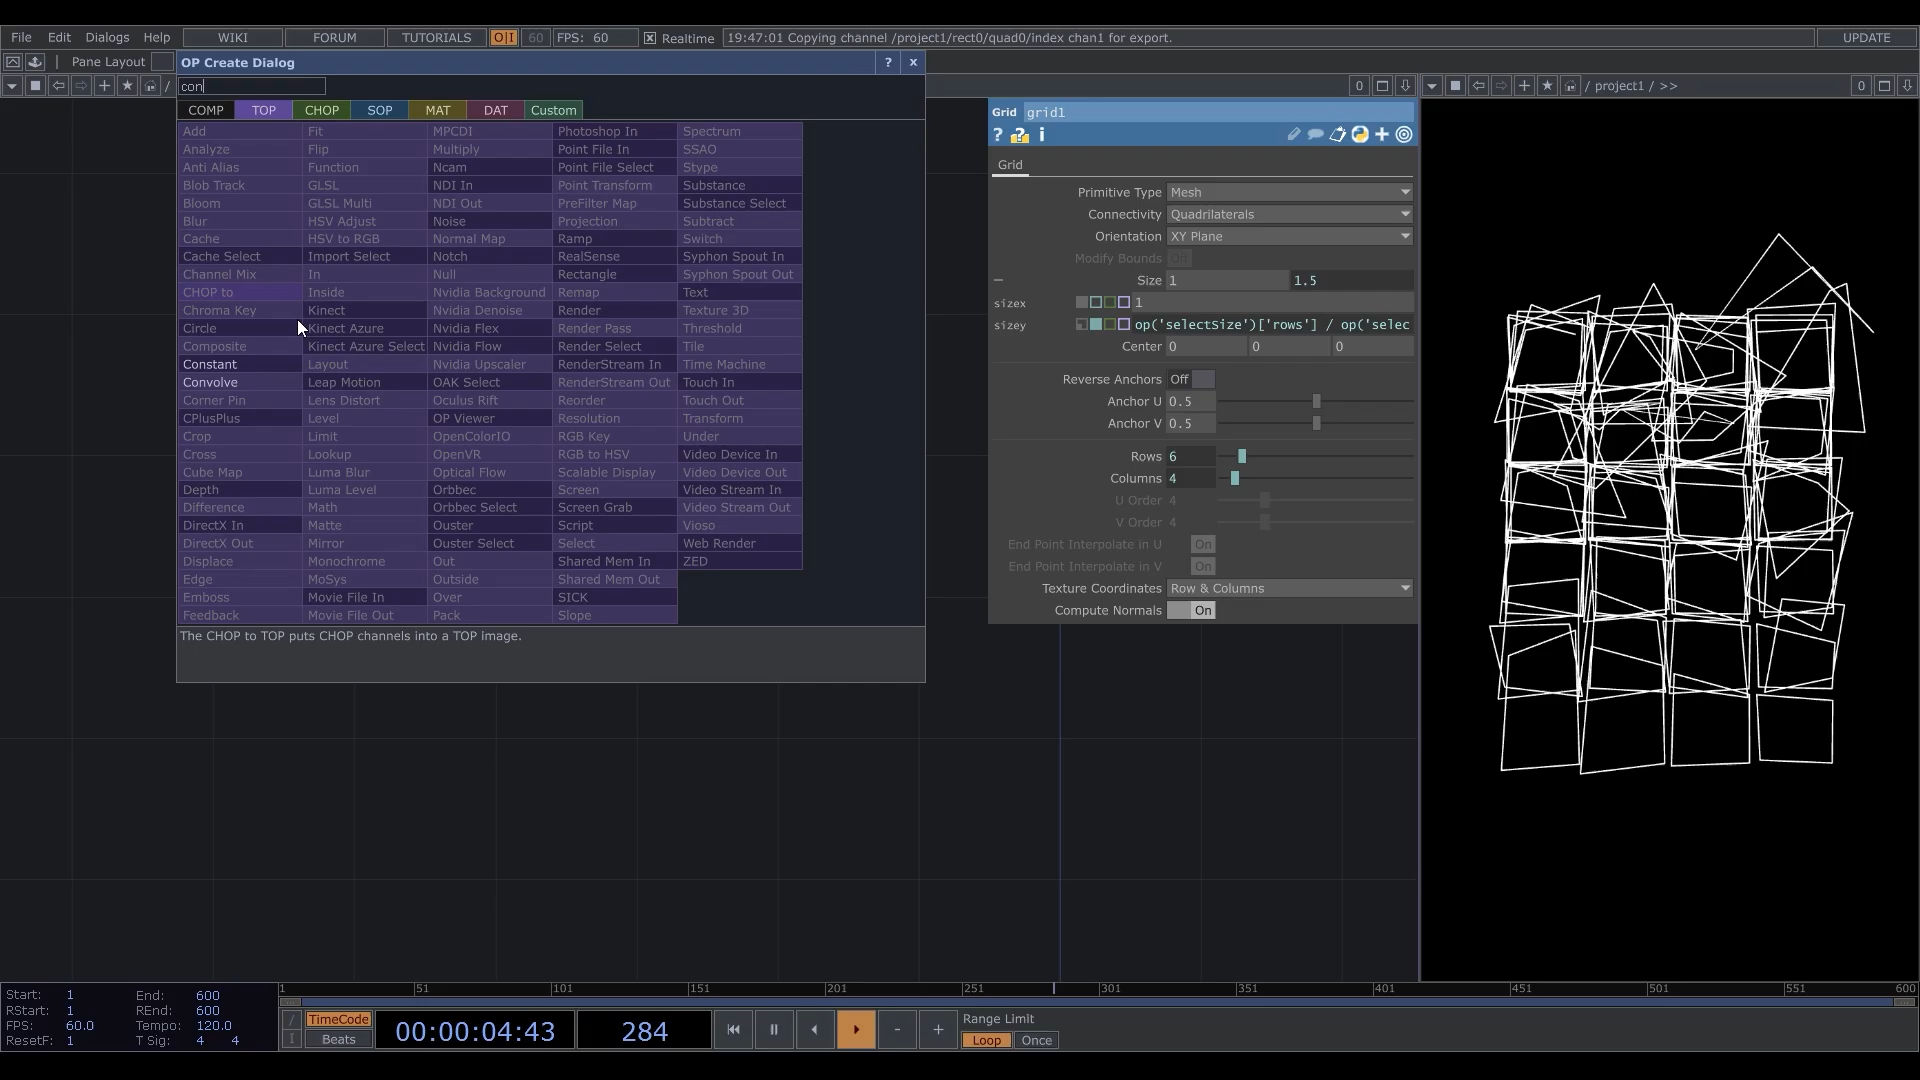 File Edit Dialogs Help WIKI FORUM TUTORIALS O|I 60 FPS: 60 Realtime 19:47:01 Copying channel /project1/rect0/quad0/index chan1 for export. UPDATE
Pane Layout
OP Create Dialog ? x
/ 0 / project1 / >> 0
con
COMP TOP CHOP SOP MAT DAT Custom
Add Fit MPCDI Photoshop In Spectrum
Analyze Flip Multiply Point File In SSAO
Anti Alias Function Ncam Point File Select Stype
Blob Track GLSL NDI In Point Transform Substance
Bloom GLSL Multi NDI Out PreFilter Map Substance Select
Blur HSV Adjust Noise Projection Subtract
Cache HSV to RGB Normal Map Ramp Switch
Cache Select Import Select Notch RealSense Syphon Spout In
Channel Mix In Null Rectangle Syphon Spout Out
CHOP to Inside Nvidia Background Remap Text
Chroma Key Kinect Nvidia Denoise Render Texture 3D
Circle Kinect Azure Nvidia Flex Render Pass Threshold
Composite Kinect Azure Select Nvidia Flow Render Select Tile
Constant Layout Nvidia Upscaler RenderStream In Time Machine
Convolve Leap Motion OAK Select RenderStream Out Touch In
Corner Pin Lens Distort Oculus Rift Reorder Touch Out
CPlusPlus Level OP Viewer Resolution Transform
Crop Limit OpenColorIO RGB Key Under
Cross Lookup OpenVR RGB to HSV Video Device In
Cube Map Luma Blur Optical Flow Scalable Display Video Device Out
Depth Luma Level Orbbec Screen Video Stream In
Difference Math Orbbec Select Screen Grab Video Stream Out
DirectX In Matte Ouster Script Vioso
DirectX Out Mirror Ouster Select Select Web Render
Displace Monochrome Out Shared Mem In ZED
Edge MoSys Outside Shared Mem Out
Emboss Movie File In Over SICK
Feedback Movie File Out Pack Slope
The CHOP to TOP puts CHOP channels into a TOP image.
Grid grid1
? ? i
Grid
Primitive Type Mesh
Connectivity Quadrilaterals
Orientation XY Plane
Modify Bounds Off
Size 1 1.5
sizex 1
sizey op('selectSize')['rows'] / op('selec
Center 0 0 0
Reverse Anchors Off
Anchor U 0.5
Anchor V 0.5
Rows 6
Columns 4
U Order 4
V Order 4
End Point Interpolate in U On
End Point Interpolate in V On
Texture Coordinates Row & Columns
Compute Normals On
1 51 101 151 201 251 301 351 401 451 501 551 600
Start: 1 End: 600
RStart: 1 REnd: 600
FPS: 60.0 Tempo: 120.0
ResetF: 1 T Sig: 4 4
/ TimeCode
I Beats
00:00:04:43 284 - +
Range Limit
Loop Once